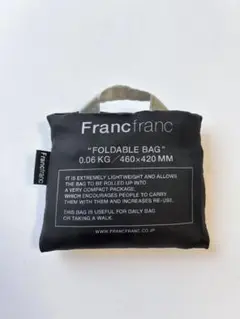 Francfranc
"FOLDABLE BAG"
0.06 KG／460×420 MM
IT IS EXTREMELY LIGHTWEIGHT AND ALLOWS
THE BAG TO BE ROLLED UP INTO
A VERY COMPACT PACKAGE,
WHICH ENCOURAGES PEOPLE TO CARRY
THEM WITH THEM AND INCREASES RE-USE.
THIS BAG IS USEFUL FOR DAILY BAG
OR TAKING A WALK.
WWW.FRANCFRANC.CO.JP
Francfranc